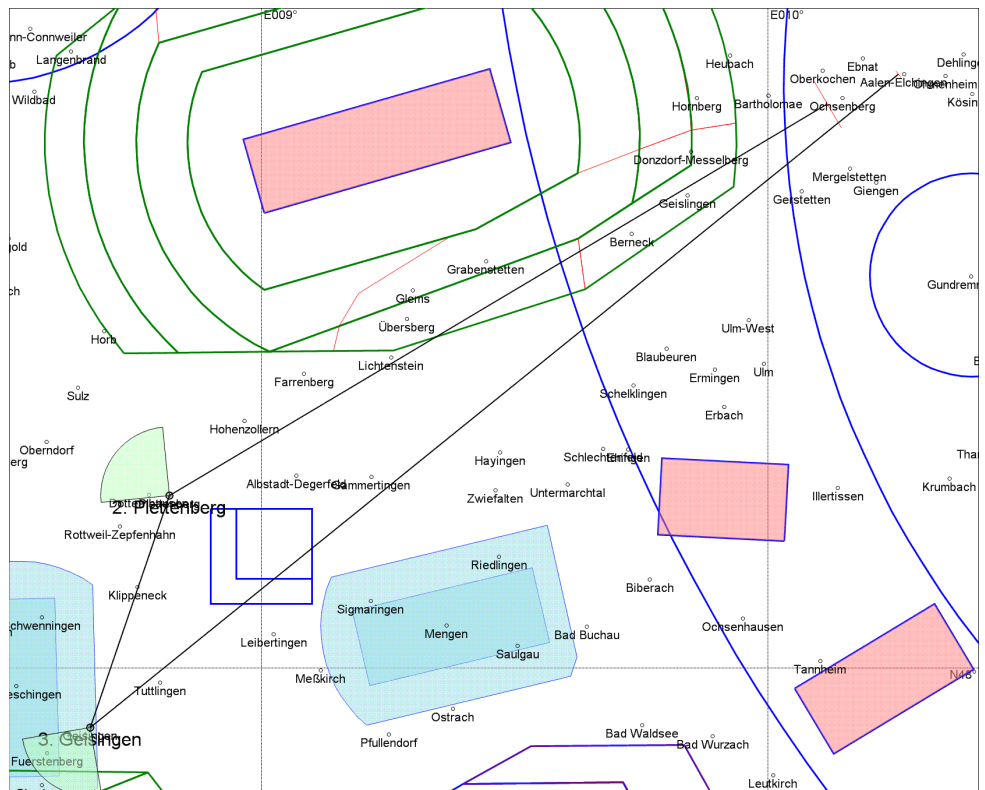 E009°
E010°
nn-Connweiler
Langenbrand
Heubach
Ebnat
Dehlinge
b
Oberkochen
Aalen-Elchingen
Wildbad
Hornberg
Bartholomae
Ochsenberg
Kösin
Donzdorf-Messelberg
Mergelstetten
Giengen
Gerstetten
Geislingen
Berneck
gold
Grabenstetten
Gundremr
ch
Glems
Übersberg
Ulm-West
Horb
Blaubeuren
Lichtenstein
Ermingen
Ulm
Farrenberg
Schelklingen
Sulz
Erbach
Hohenzollern
Oberndorf
Thar
erg
Hayingen
Albstadt-Degerfeld
Gammertingen
Krumbach
Untermarchtal
Zwiefalten
Illertissen
2. Plettenberg
Rottweil-Zepfenhahn
Riedlingen
Biberach
Klippeneck
Sigmaringen
chwenningen
Mengen
Bad Buchau
Ochsenhausen
Leibertingen
Saulgau
Tannheim
N48°
Meßkirch
Tuttlingen
eschingen
Ostrach
3. Geisingen
Pfullendorf
Bad Waldsee
Bad Wurzach
Fuerstenberg
Leutkirch